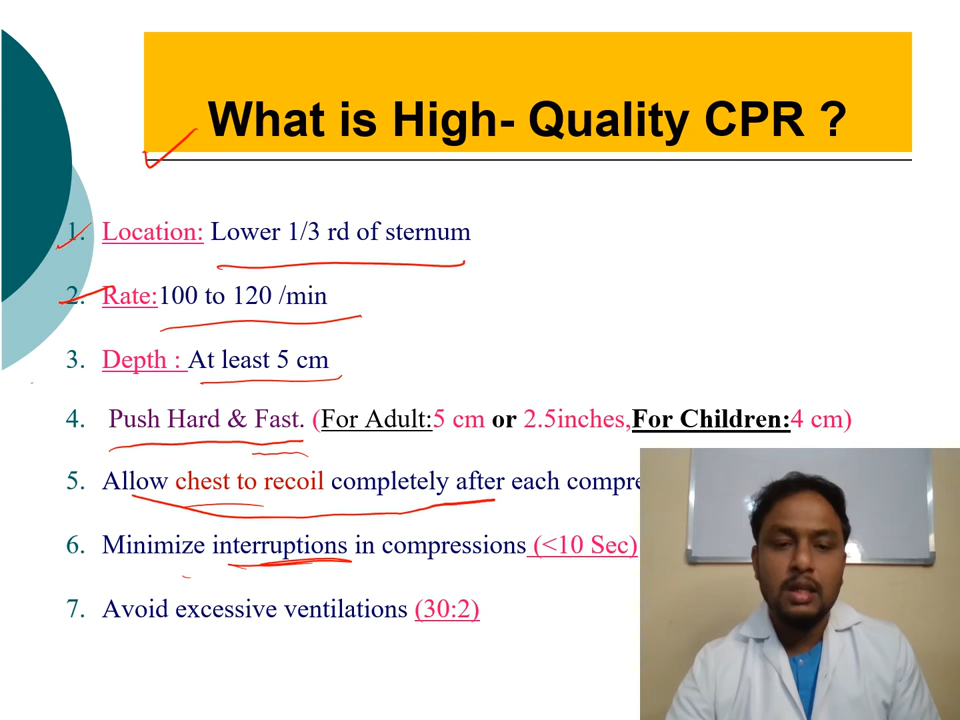 What is High- Quality CPR ?
1. Location: Lower 1/3 rd of sternum
2. Rate:100 to 120 /min
3. Depth : At least 5 cm
4. Push Hard & Fast. (For Adult:5 cm or 2.5inches,For Children:4 cm)
5. Allow chest to recoil completely after each
6. Minimize interruptions in compressions (<10 Sec)
7. Avoid excessive ventilations (30:2)